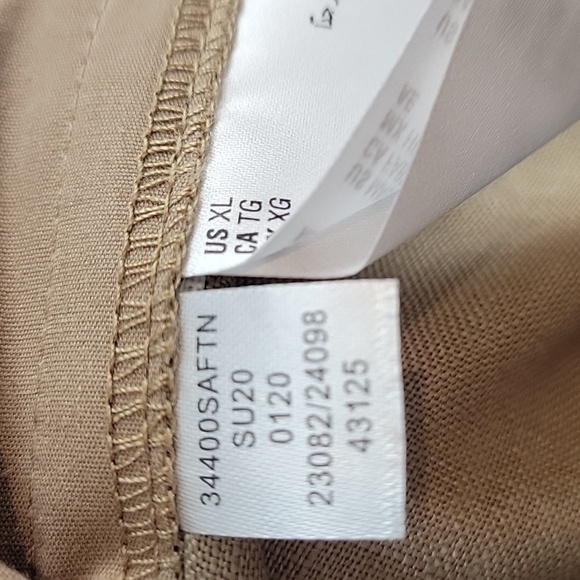 US XL
CA TG
XG
34400SAFTN
SU20
0120
23082/24098
43125